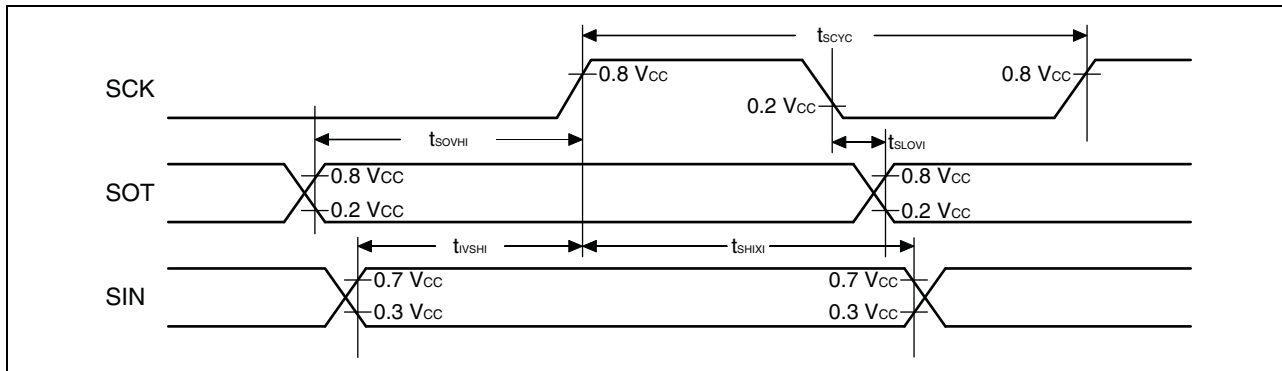 tSCYC
SCK
0.8 VCC
0.8 VCC
0.2 VCC
tSOVHI
tSLOVI
SOT
0.8 VCC
0.8 VCC
0.2 VCC
0.2 VCC
tIVSHI
tSHIXI
SIN
0.7 VCC
0.7 VCC
0.3 VCC
0.3 VCC